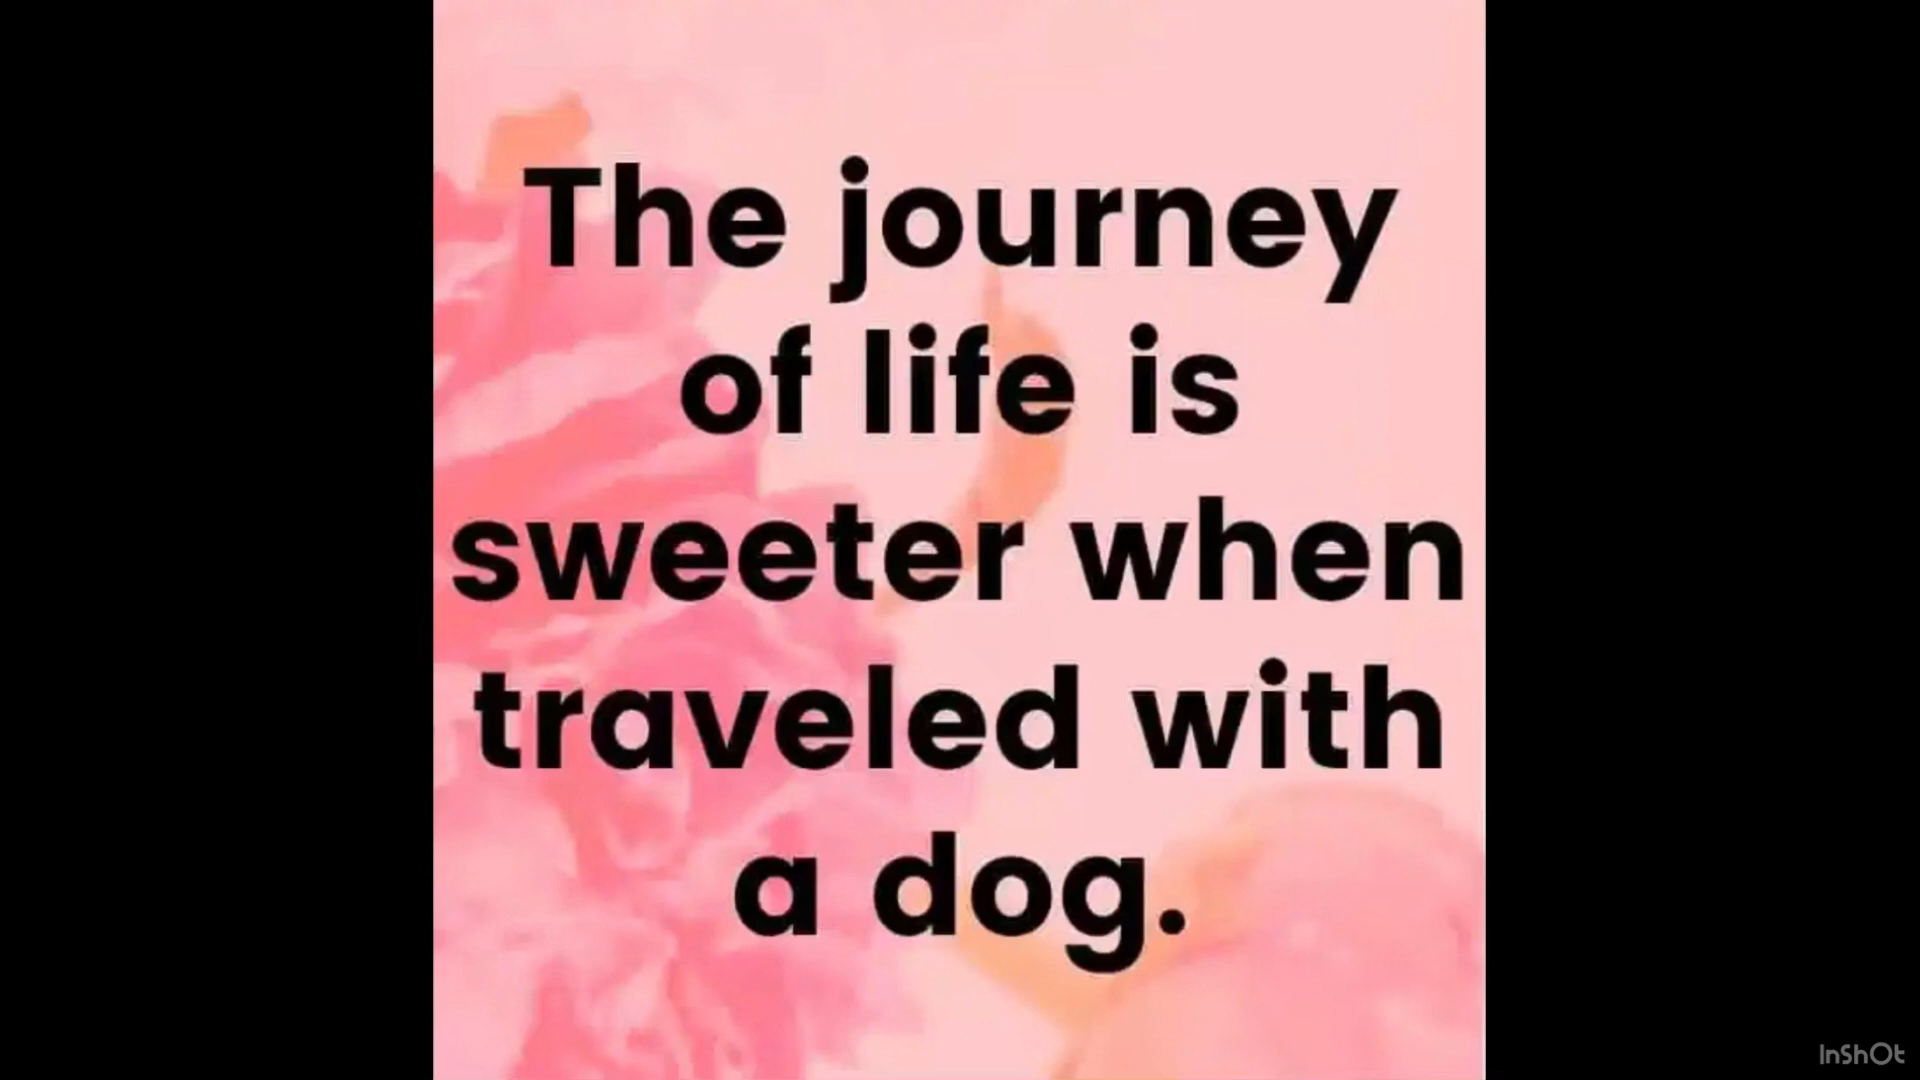 The journey
of life is
sweeter when
traveled with
a dog.
InShOt